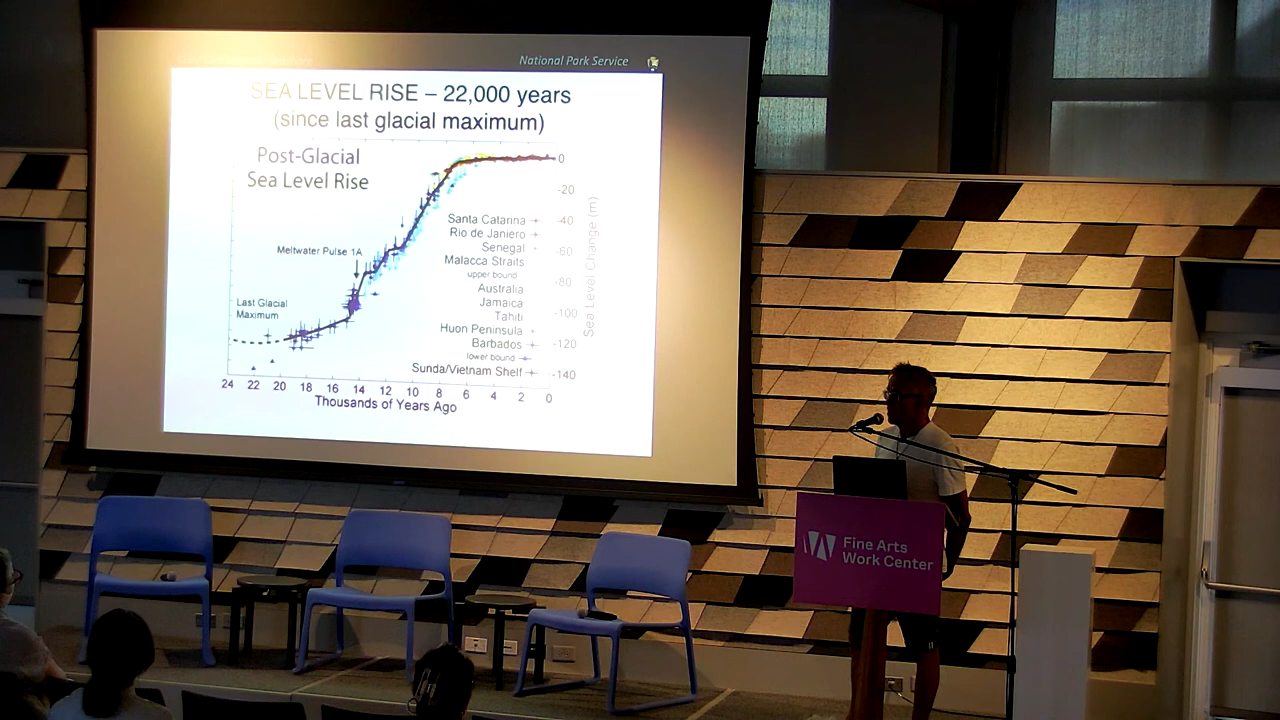 National Park Service
SEA LEVEL RISE – 22,000 years
(since last glacial maximum)
Post-Glacial
Sea Level Rise
0
-20
-40
-60
-80
-100
-120
-140
Sea Level Change (m)
Meltwater Pulse 1A
Last Glacial
Maximum
Santa Catarina
Rio de Janiero
Senegal
Malacca Straits
upper bound
Australia
Jamaica
Tahiti
Huon Peninsula
Barbados
lower bound
Sunda/Vietnam Shelf
24 22 20 18 16 14 12 10 8 6 4 2 0
Thousands of Years Ago
Fine Arts
Work Center